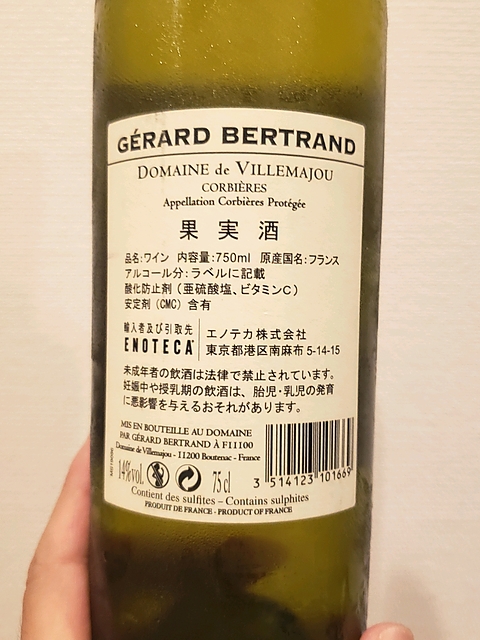 GÉRARD BERTRAND
DOMAINE de VILLEMAJOU
CORBIÈRES
Appellation Corbières Protégée
果実酒
品名:ワイン 内容量:750ml 原産国名:フランス
アルコール分:ラベルに記載
酸化防止剤(亜硫酸塩、ビタミンC)
安定剤(CMC)含有
輸入者及び引取先
ENOTECA
エノテカ株式会社
東京都港区南麻布5-14-15
未成年者の飲酒は法律で禁止されています。
妊娠中や授乳期の飲酒は、胎児・乳児の発育
に悪影響を与えるおそれがあります。
MIS EN BOUTEILLE AU DOMAINE
PAR GÉRARD BERTRAND À F11100
Domaine de Villemajou - 11200 Boutenac - France
14%vol. 75 cl
3 514123 101669
Contient des sulfites – Contains sulphites
PRODUIT DE FRANCE - PRODUCT OF FRANCE